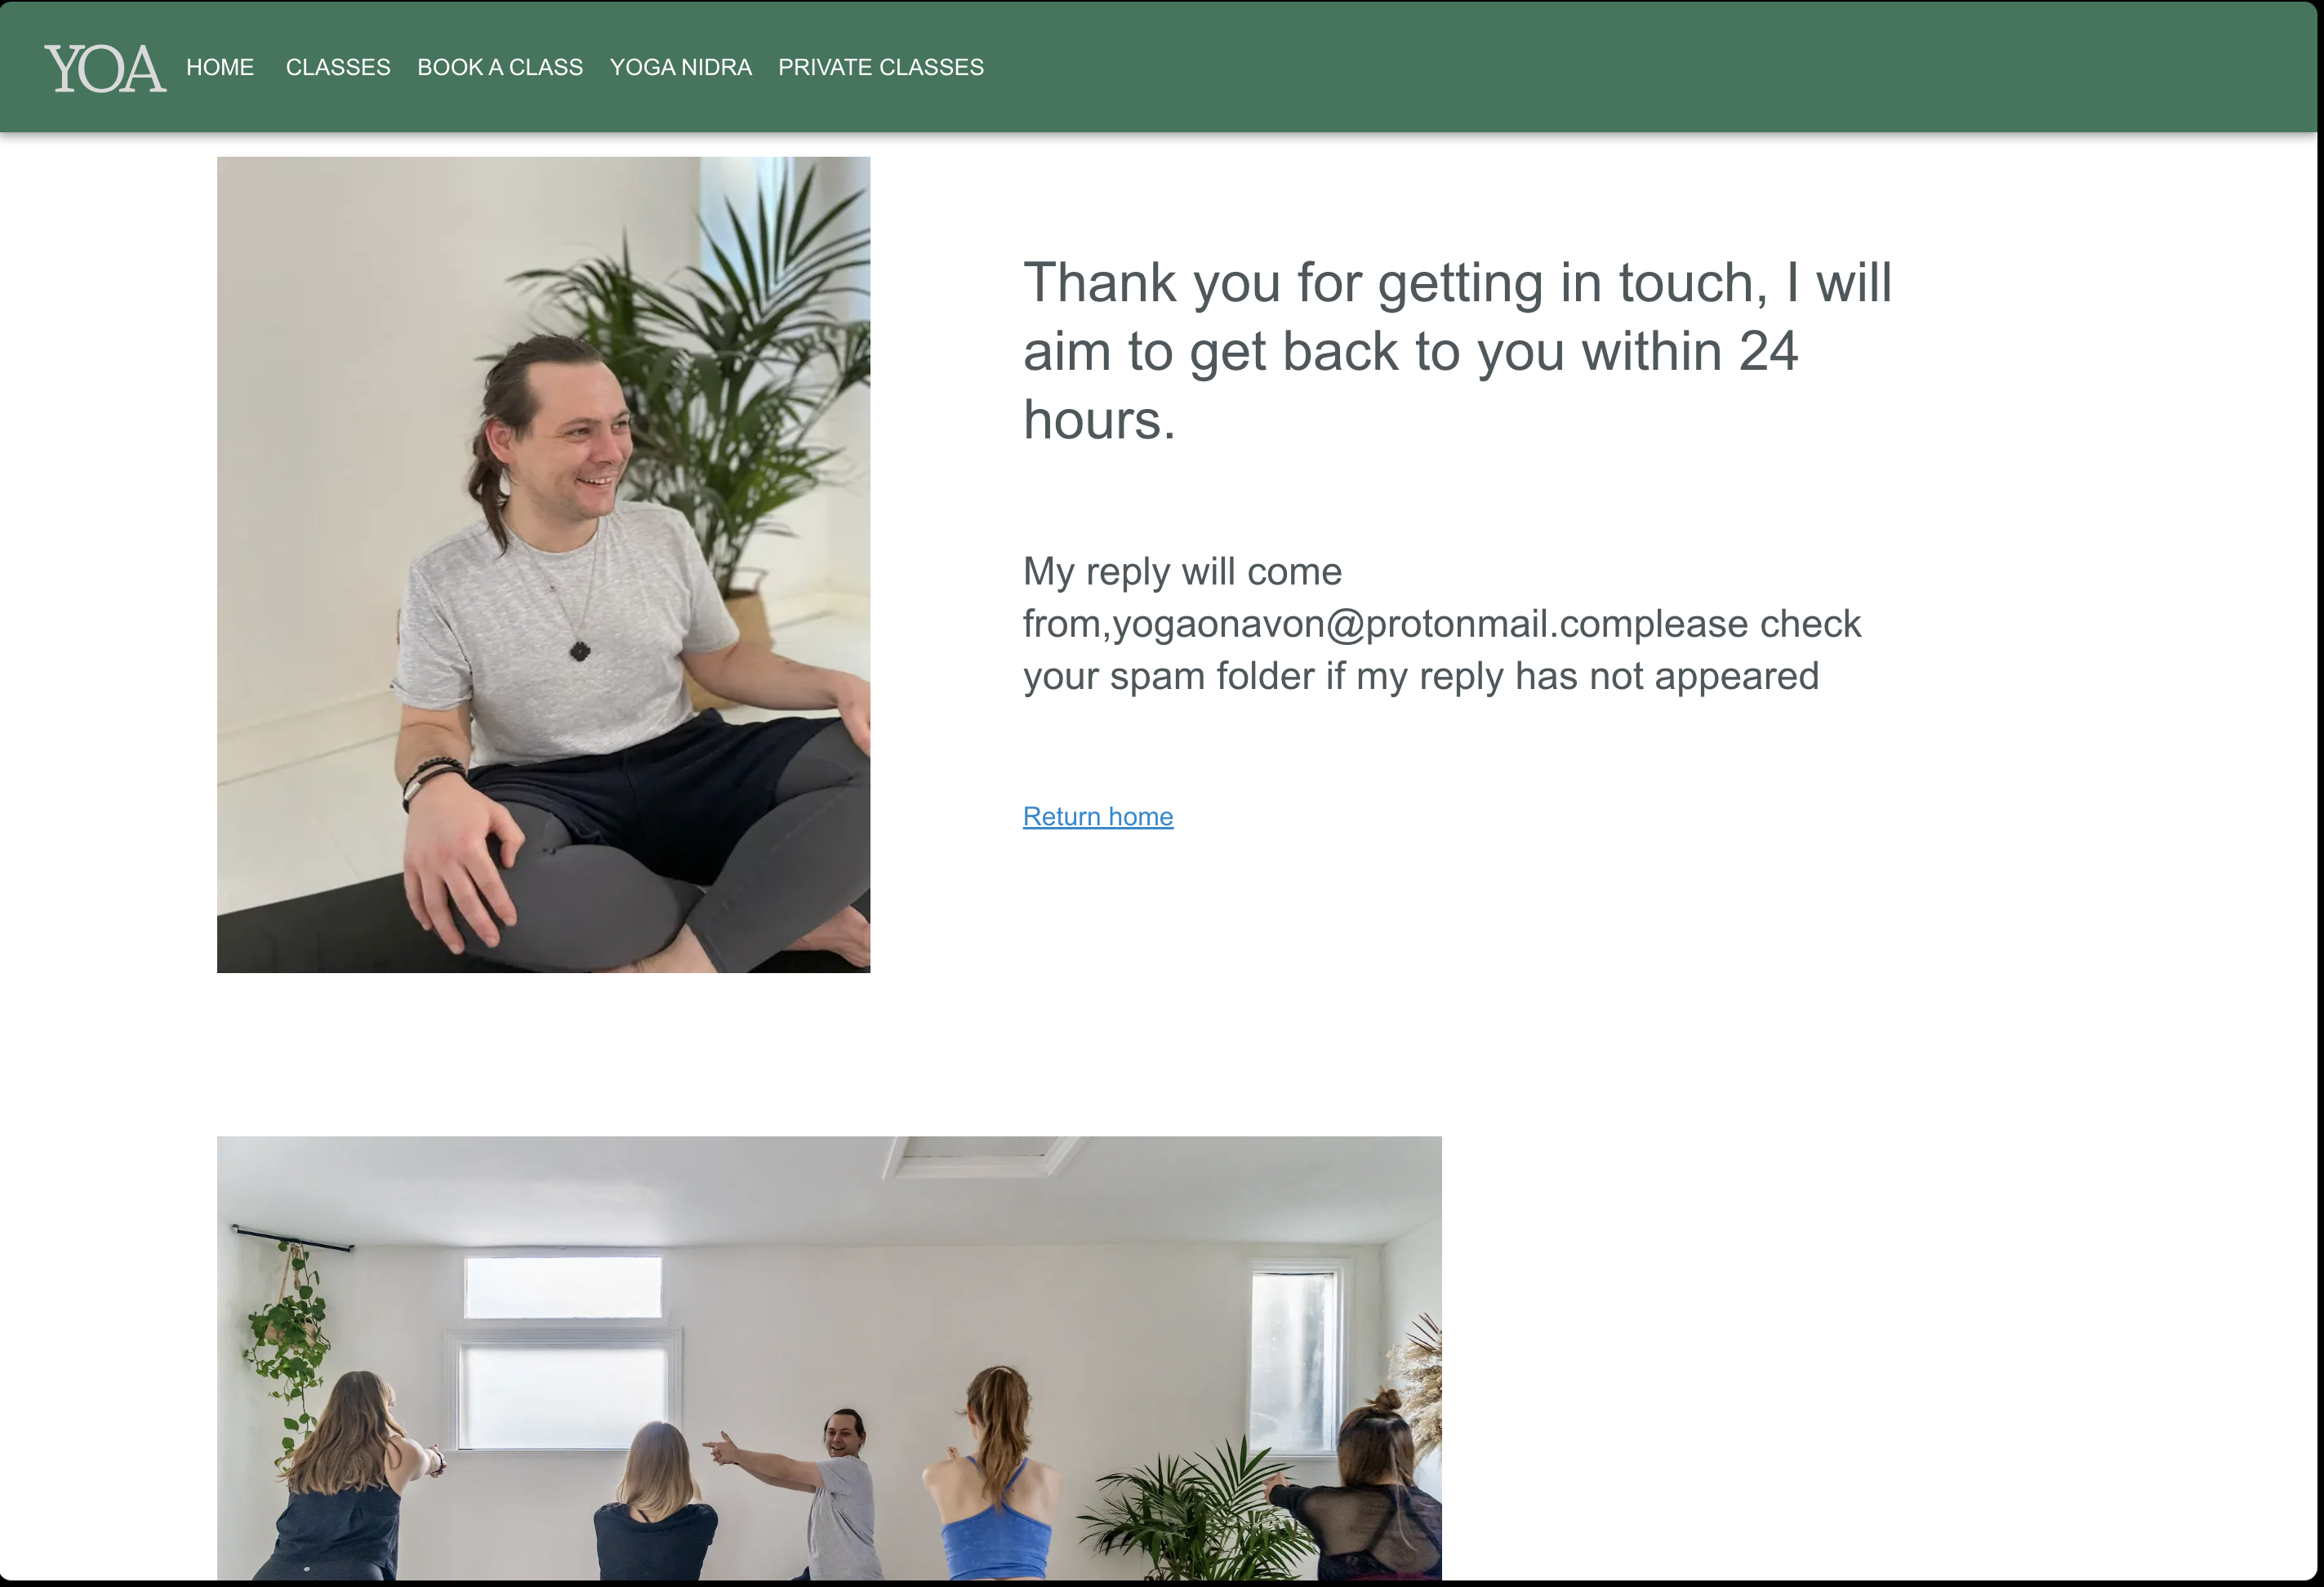 YOA HOME CLASSES BOOK A CLASS YOGA NIDRA PRIVATE CLASSES
Thank you for getting in touch, I will
aim to get back to you within 24
hours.
My reply will come
from,yogaonavon@protonmail.complease check
your spam folder if my reply has not appeared
Return home